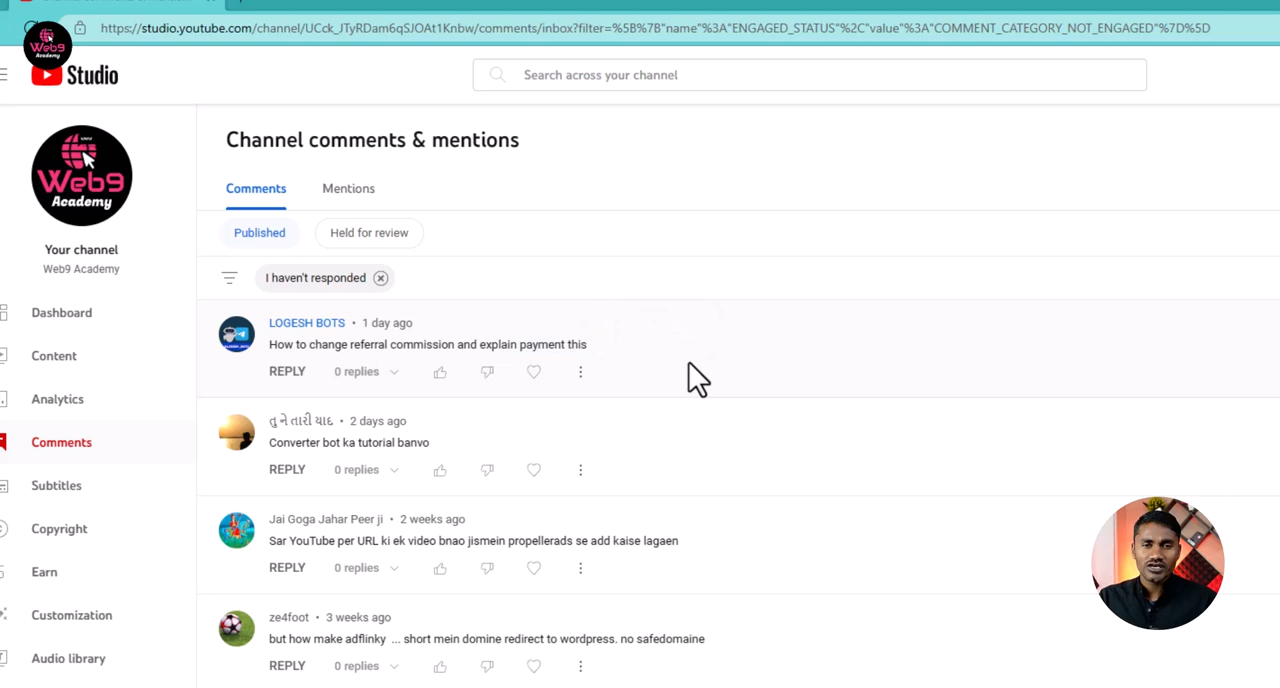 https://studio.youtube.com/channel/UCck_JTyRDam6qSJOAt1Knbw/comments/inbox?filter=%5B%7B"name"%3A"ENGAGED_STATUS"%2C"value"%3A"COMMENT_CATEGORY_NOT_ENGAGED"%7D%5D
Web9
Academy
Studio
Search across your channel
www
Web9
Academy
Your channel
Web9 Academy
Dashboard
Content
Analytics
Comments
Subtitles
Copyright
Earn
Customization
Audio library
Channel comments & mentions
Comments Mentions
Published Held for review
I haven't responded
LOGESH BOTS • 1 day ago
How to change referral commission and explain payment this
REPLY 0 replies
તુ ને તારી યાદ • 2 days ago
Converter bot ka tutorial banvo
REPLY 0 replies
Jai Goga Jahar Peer ji • 2 weeks ago
Sar YouTube per URL ki ek video bnao jismein propellerads se add kaise lagaen
REPLY 0 replies
ze4foot • 3 weeks ago
but how make adflinky ... short mein domine redirect to wordpress. no safedomaine
REPLY 0 replies